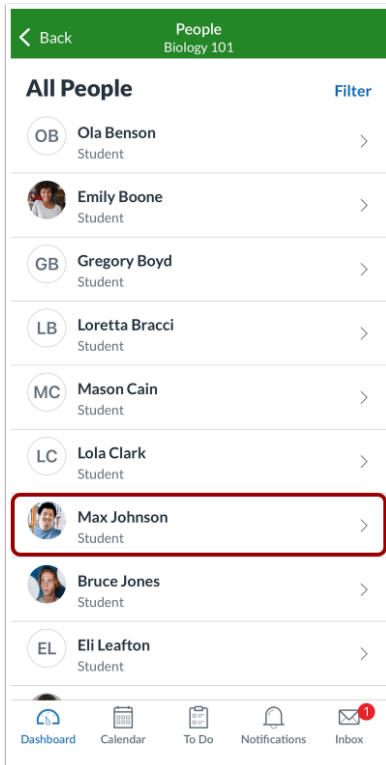 Back
People
Biology 101
All People
Filter
OB
Ola Benson
Student
Emily Boone
Student
GB
Gregory Boyd
Student
LB
Loretta Bracci
Student
MC
Mason Cain
Student
LC
Lola Clark
Student
Max Johnson
Student
Bruce Jones
Student
EL
Eli Leafton
Student
1
Dashboard
Calendar
To Do
Notifications
Inbox